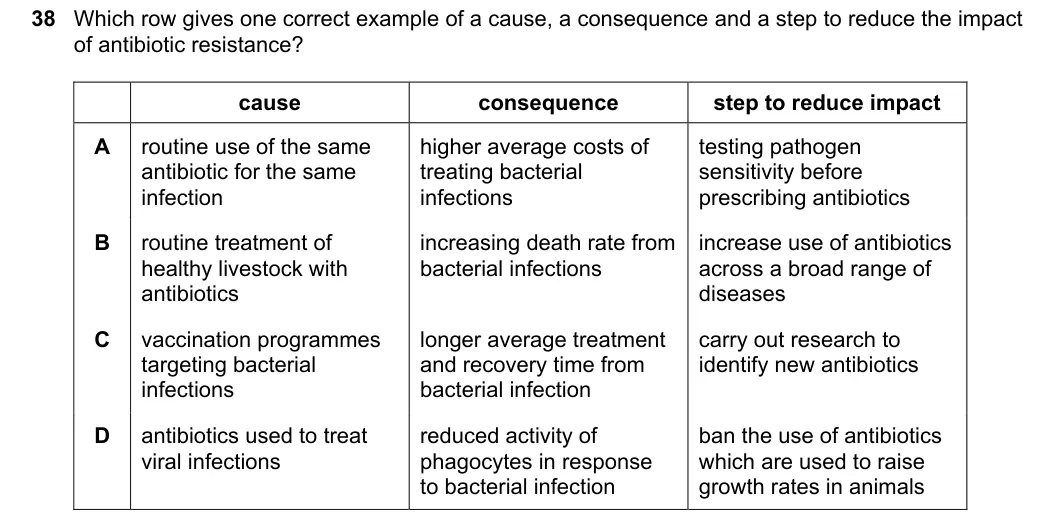 38 Which row gives one correct example of a cause, a consequence and a step to reduce the impact
of antibiotic resistance?
cause consequence step to reduce impact
A routine use of the same higher average costs of testing pathogen
antibiotic for the same treating bacterial sensitivity before
infection infections prescribing antibiotics
B routine treatment of increasing death rate from increase use of antibiotics
healthy livestock with bacterial infections across a broad range of
antibiotics diseases
C vaccination programmes longer average treatment carry out research to
targeting bacterial and recovery time from identify new antibiotics
infections bacterial infection
D antibiotics used to treat reduced activity of ban the use of antibiotics
viral infections phagocytes in response which are used to raise
to bacterial infection growth rates in animals